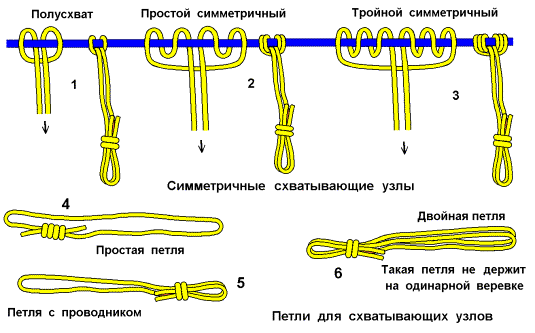 Полусхват Простой симметричный Тройной симметричный
1
2
3
Симметричные схватывающие узлы
4
Простая петля
5
Петля с проводником
Двойная петля
6
Такая петля не держит
на одинарной веревке
Петли для схватывающих узлов